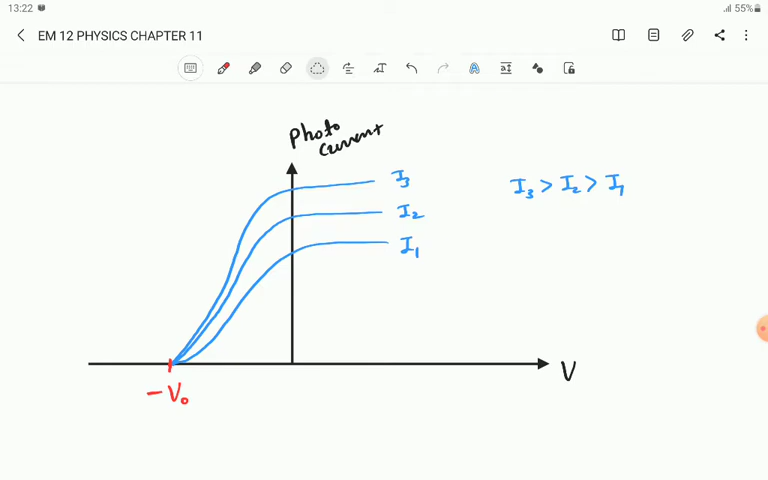 13:22
55%
EM 12 PHYSICS CHAPTER 11
Photo
current
I₃
I₃ > I₂ > I₁
I₂
I₁
V
-V₀